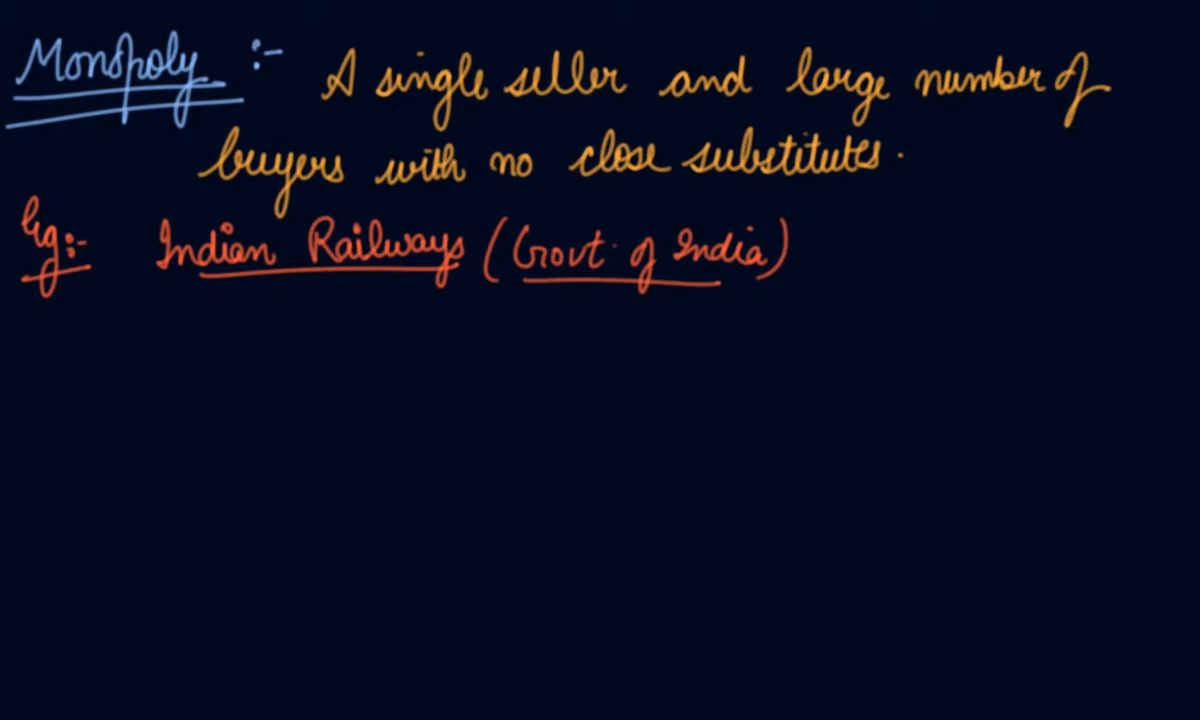 Monopoly :- A single seller and large number of
buyers with no close substitutes.
Eg:- Indian Railways (Govt. of India)